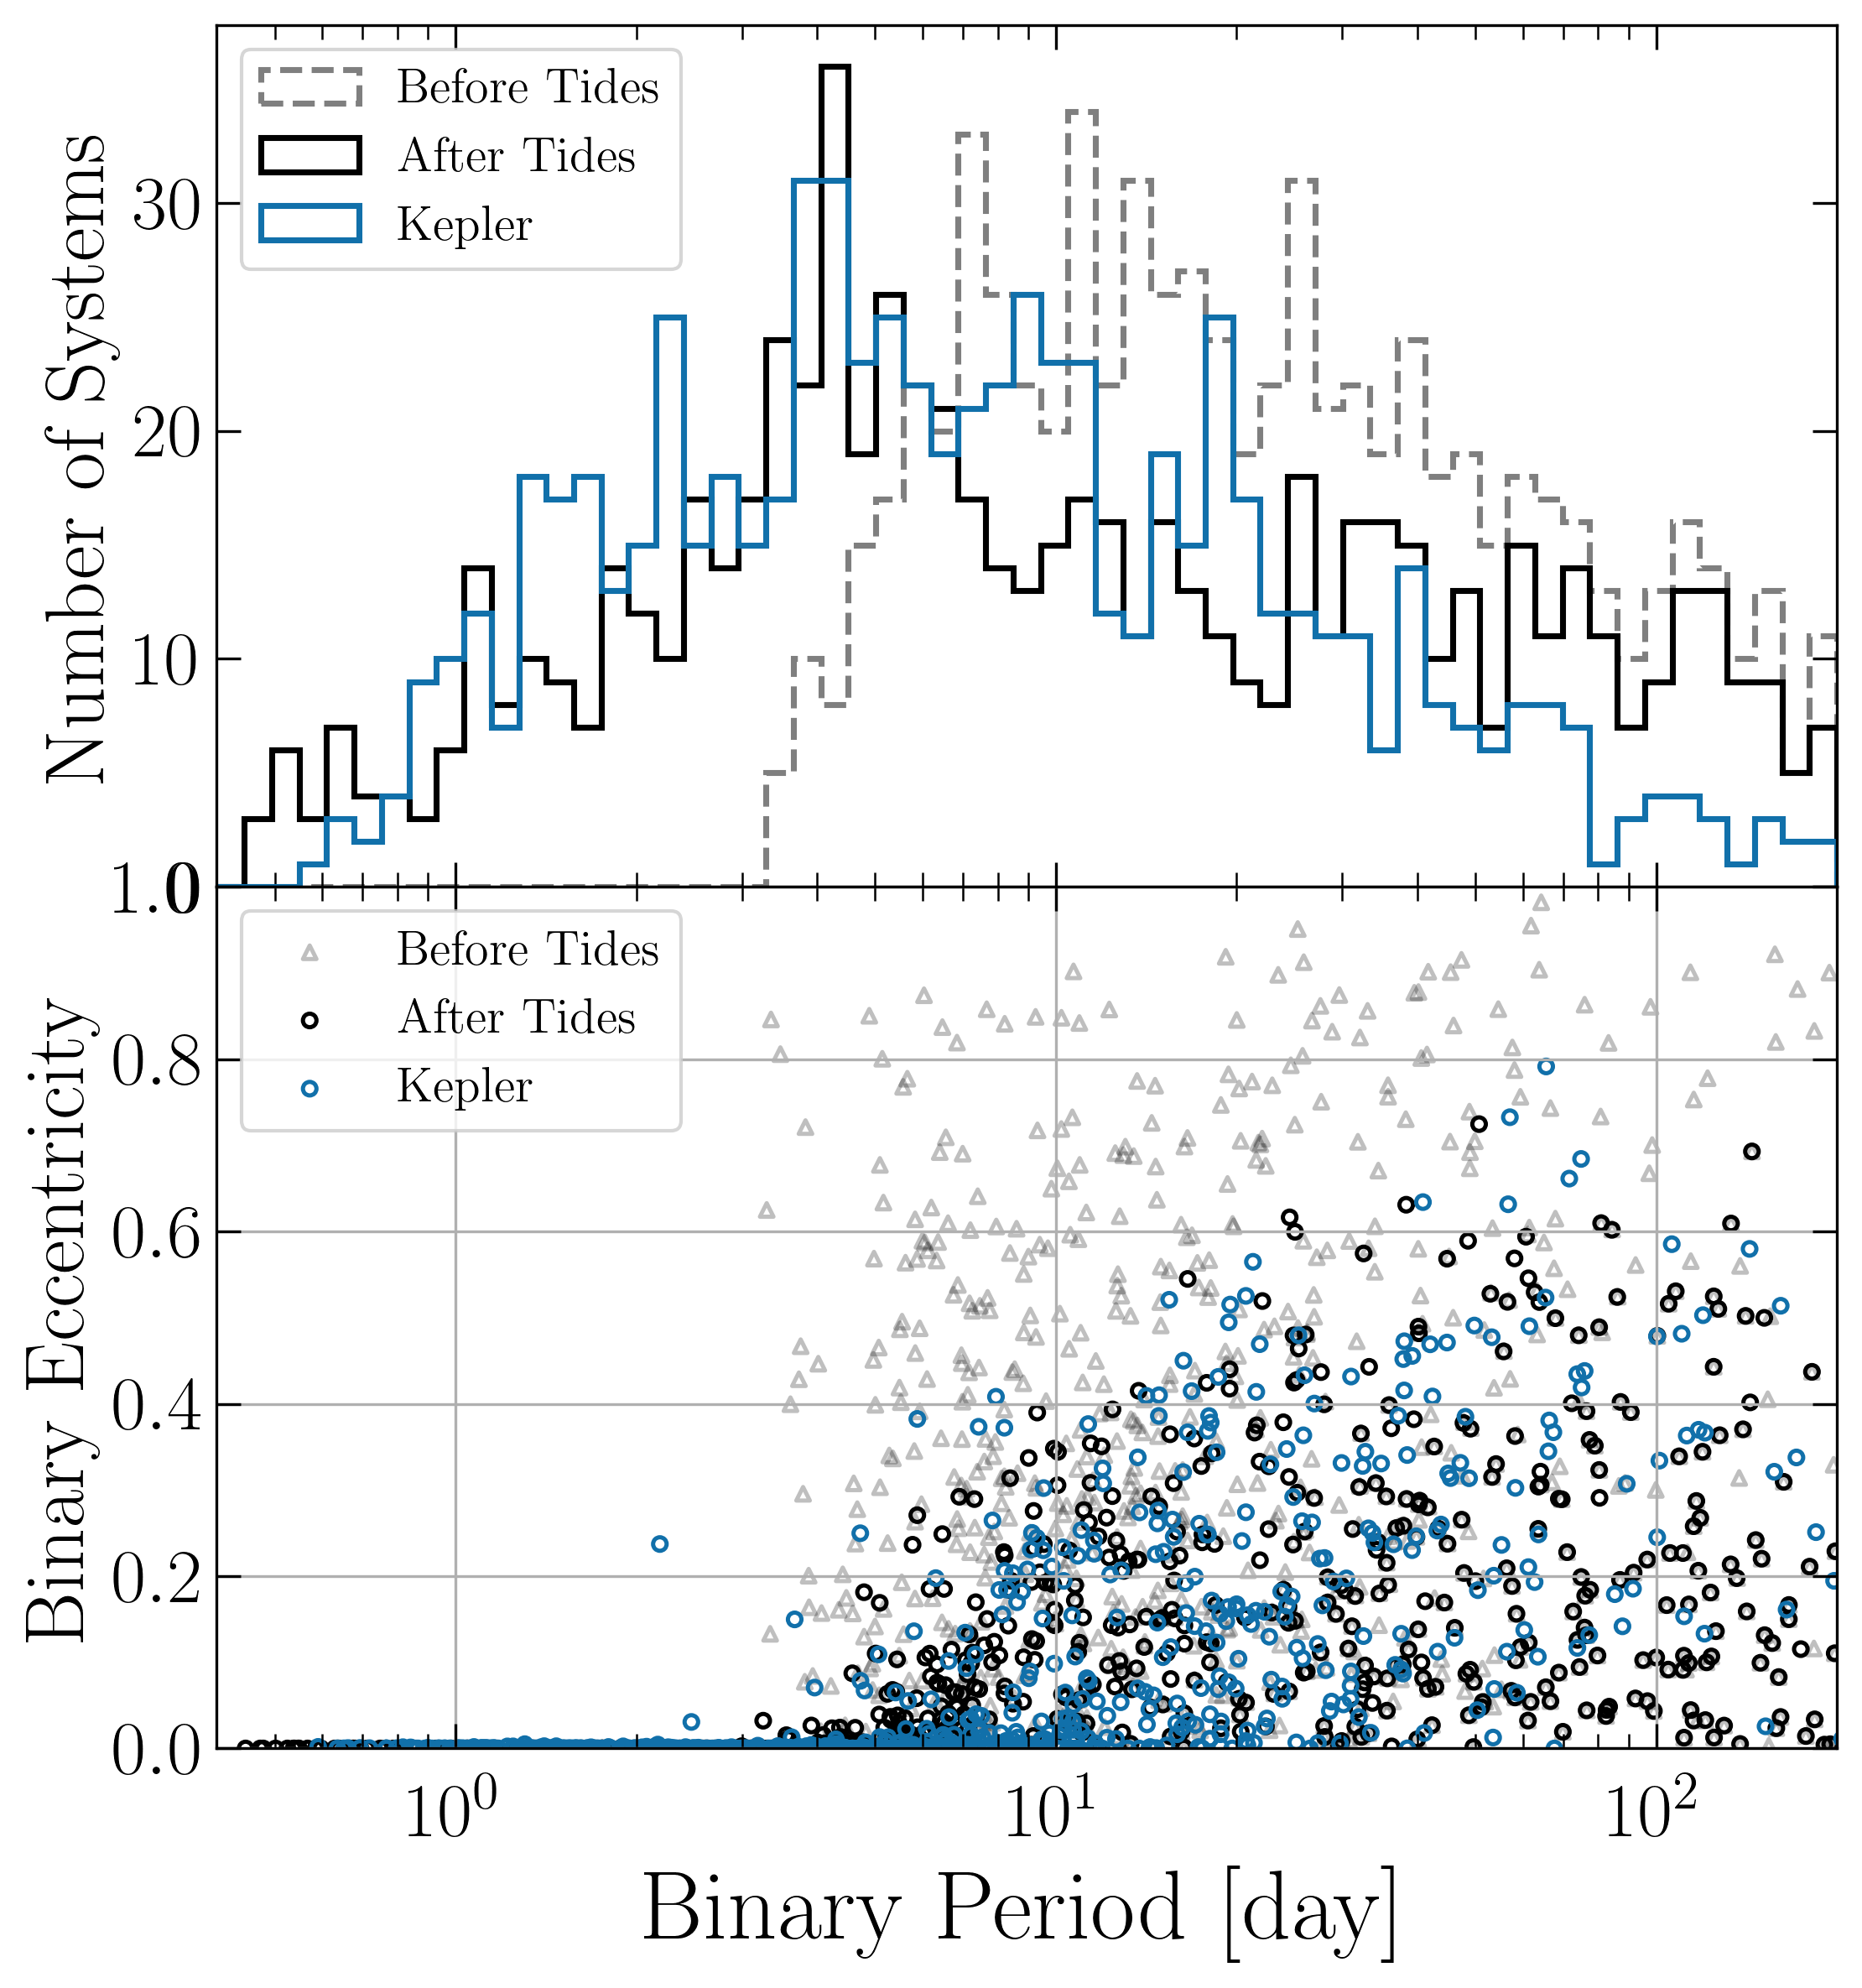 Before Tides
After Tides
Kepler
30
20
10
0
Number of Systems
Before Tides
After Tides
Kepler
1.0
0.8
0.6
0.4
0.2
0.0
Binary Eccentricity
10⁰ 10¹ 10²
Binary Period [day]